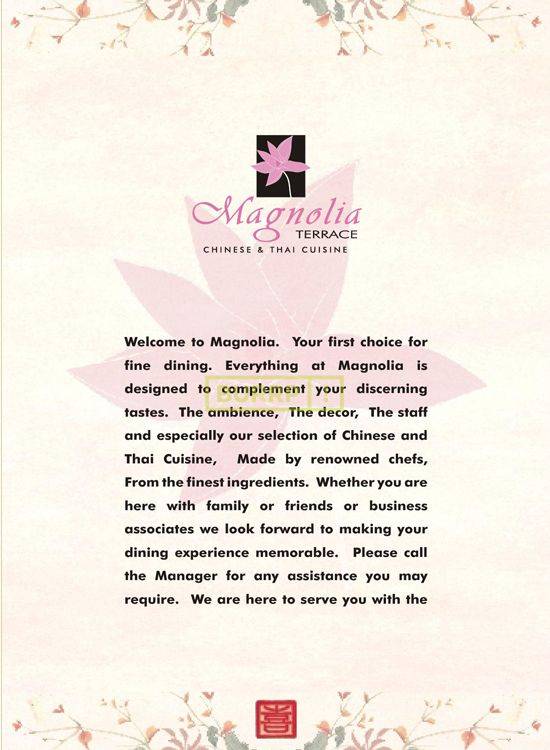 Magnolia
TERRACE
CHINESE & THAI CUISINE
Welcome to Magnolia. Your first choice for
fine dining. Everything at Magnolia is
designed to complement your discerning
tastes. The ambience, The decor, The staff
and especially our selection of Chinese and
Thai Cuisine, Made by renowned chefs,
From the finest ingredients. Whether you are
here with family or friends or business
associates we look forward to making your
dining experience memorable. Please call
the Manager for any assistance you may
require. We are here to serve you with the
BURRP!